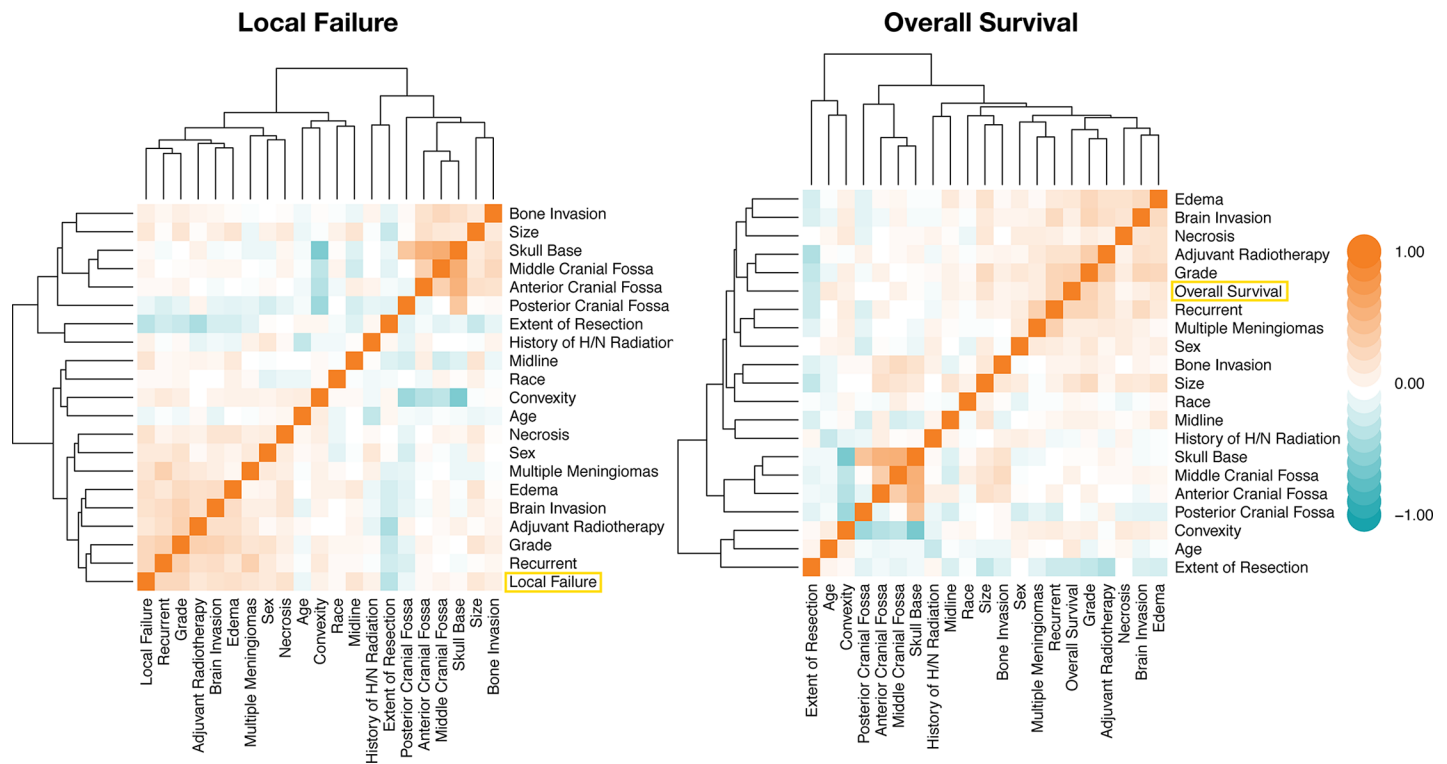 Local Failure
Overall Survival
Bone Invasion
Size
Skull Base
Middle Cranial Fossa
Anterior Cranial Fossa
Posterior Cranial Fossa
Extent of Resection
History of H/N Radiation
Midline
Race
Convexity
Age
Necrosis
Sex
Multiple Meningiomas
Edema
Brain Invasion
Adjuvant Radiotherapy
Grade
Recurrent
Local Failure
Local Failure
Recurrent
Grade
Adjuvant Radiotherapy
Brain Invasion
Edema
Multiple Meningiomas
Sex
Necrosis
Age
Convexity
Race
Midline
History of H/N Radiation
Extent of Resection
Posterior Cranial Fossa
Anterior Cranial Fossa
Middle Cranial Fossa
Skull Base
Size
Bone Invasion
Edema
Brain Invasion
Necrosis
Adjuvant Radiotherapy
Grade
Overall Survival
Recurrent
Multiple Meningiomas
Sex
Bone Invasion
Size
Race
Midline
History of H/N Radiation
Skull Base
Middle Cranial Fossa
Anterior Cranial Fossa
Posterior Cranial Fossa
Convexity
Age
Extent of Resection
Extent of Resection
Age
Convexity
Posterior Cranial Fossa
Anterior Cranial Fossa
Middle Cranial Fossa
Skull Base
History of H/N Radiation
Midline
Race
Size
Bone Invasion
Sex
Multiple Meningiomas
Recurrent
Overall Survival
Grade
Adjuvant Radiotherapy
Necrosis
Brain Invasion
Edema
1.00
0.00
−1.00